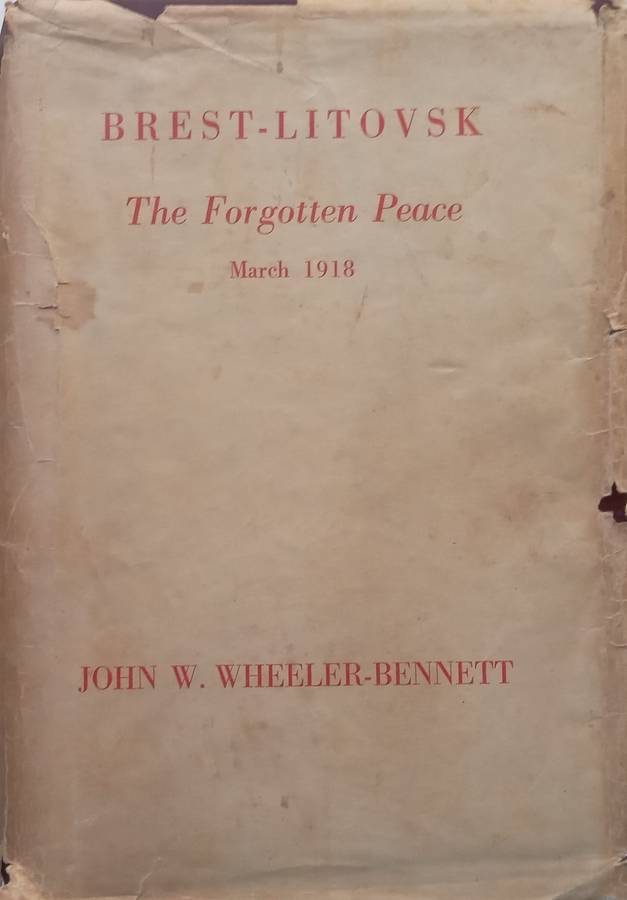 BREST-LITOVSK
The Forgotten Peace
March 1918
JOHN W. WHEELER-BENNETT